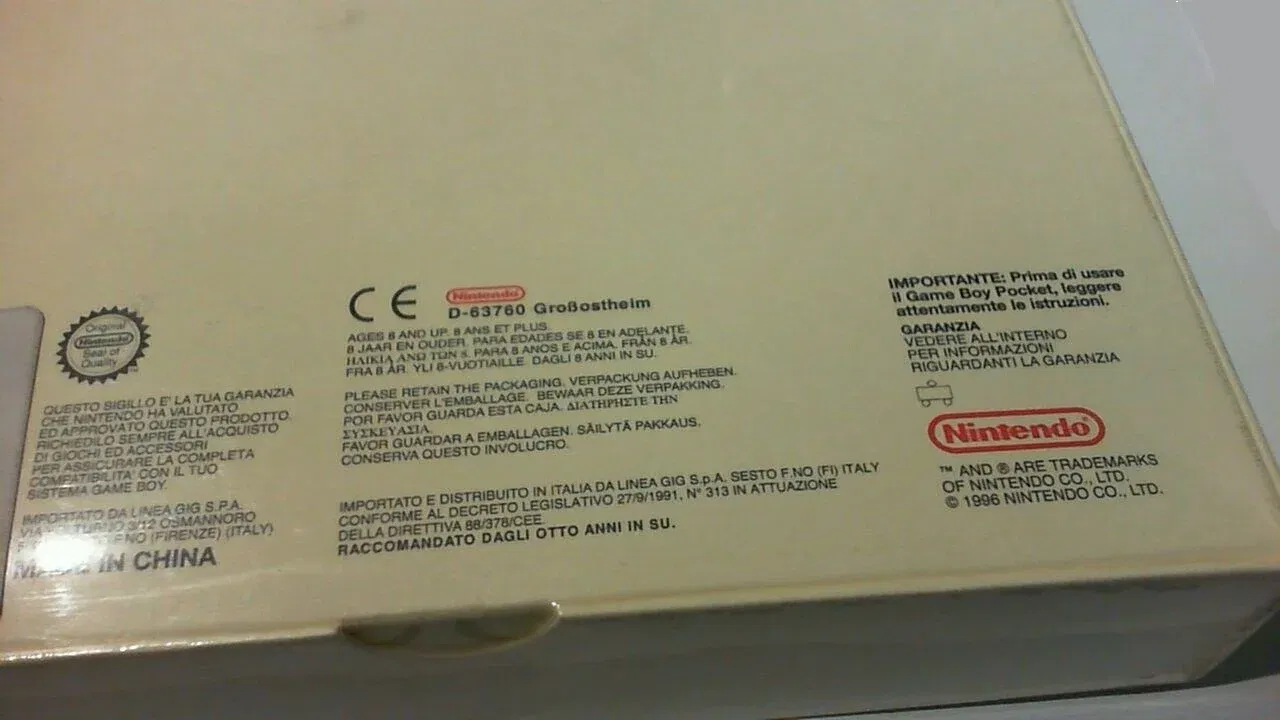 Original
Nintendo
Seal of
Quality
TM
QUESTO SIGILLO E' LA TUA GARANZIA
CHE NINTENDO HA VALUTATO
ED APPROVATO QUESTO PRODOTTO.
RICHIEDILO SEMPRE ALL'ACQUISTO
DI GIOCHI ED ACCESSORI
PER ASSICURARE LA COMPLETA
COMPATIBILITA' CON IL TUO
SISTEMA GAME BOY.
IMPORTATO DA LINEA GIG S.P.A.
3/12 OSMANNORO
(FIRENZE) (ITALY)
IN CHINA
CE
Nintendo
D-63760 Großostheim
AGES 8 AND UP. 8 ANS ET PLUS.
8 JAAR EN OUDER. PARA EDADES SE 8 EN ADELANTE.
ΗΛΙΚΙΑ ΑΝΩ ΤΩΝ 8. PARA 8 ANOS E ACIMA. FRÅN 8 ÅR.
FRA 8 ÅR. YLI 8-VUOTIAILLE. DAGLI 8 ANNI IN SU.
PLEASE RETAIN THE PACKAGING. VERPACKUNG AUFHEBEN.
CONSERVER L'EMBALLAGE. BEWAAR DEZE VERPAKKING.
POR FAVOR GUARDA ESTA CAJA. ΔΙΑΤΗΡΗΣΤΕ ΤΗΝ
ΣΥΣΚΕΥΑΣΙΑ.
FAVOR GUARDAR A EMBALLAGEN. SÄILYTÄ PAKKAUS.
CONSERVA QUESTO INVOLUCRO.
IMPORTATO E DISTRIBUITO IN ITALIA DA LINEA GIG S.p.A. SESTO F.NO (FI) ITALY
CONFORME AL DECRETO LEGISLATIVO 27/9/1991, N° 313 IN ATTUAZIONE
DELLA DIRETTIVA 88/378/CEE.
RACCOMANDATO DAGLI OTTO ANNI IN SU.
IMPORTANTE: Prima di usare
il Game Boy Pocket, leggere
attentamente le istruzioni.
GARANZIA
VEDERE ALL'INTERNO
PER INFORMAZIONI
RIGUARDANTI LA GARANZIA
Nintendo®
™ AND ® ARE TRADEMARKS
OF NINTENDO CO., LTD.
© 1996 NINTENDO CO., LTD.